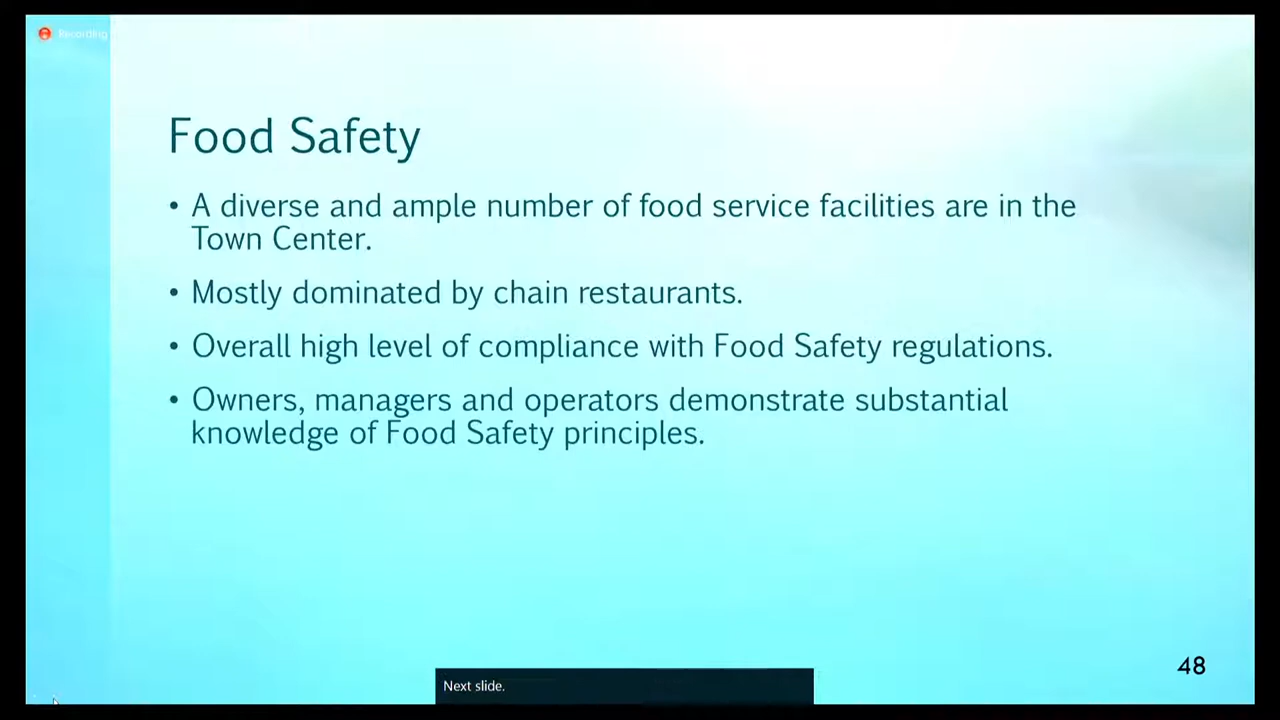 Recording
Food Safety
• A diverse and ample number of food service facilities are in the
Town Center.
• Mostly dominated by chain restaurants.
• Overall high level of compliance with Food Safety regulations.
• Owners, managers and operators demonstrate substantial
knowledge of Food Safety principles.
48
Next slide.